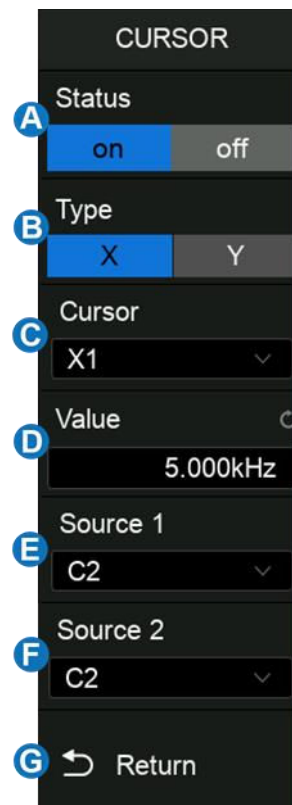 CURSOR
Status
A
on off
Type
B
X Y
Cursor
C
X1
Value
D
5.000kHz
Source 1
E
C2
Source 2
F
C2
G Return